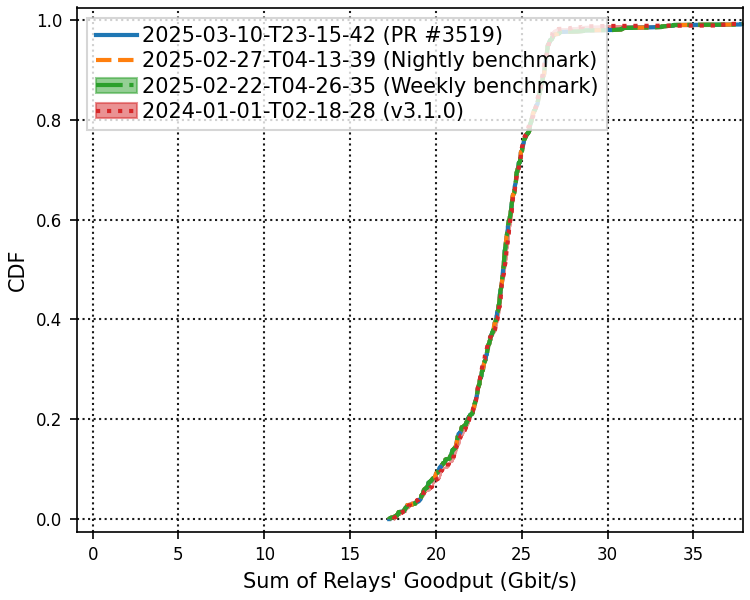 2025-03-10-T23-15-42 (PR #3519)
2025-02-27-T04-13-39 (Nightly benchmark)
2025-02-22-T04-26-35 (Weekly benchmark)
2024-01-01-T02-18-28 (v3.1.0)
1.0
0.8
0.6
0.4
0.2
0.0
CDF
0 5 10 15 20 25 30 35
Sum of Relays' Goodput (Gbit/s)